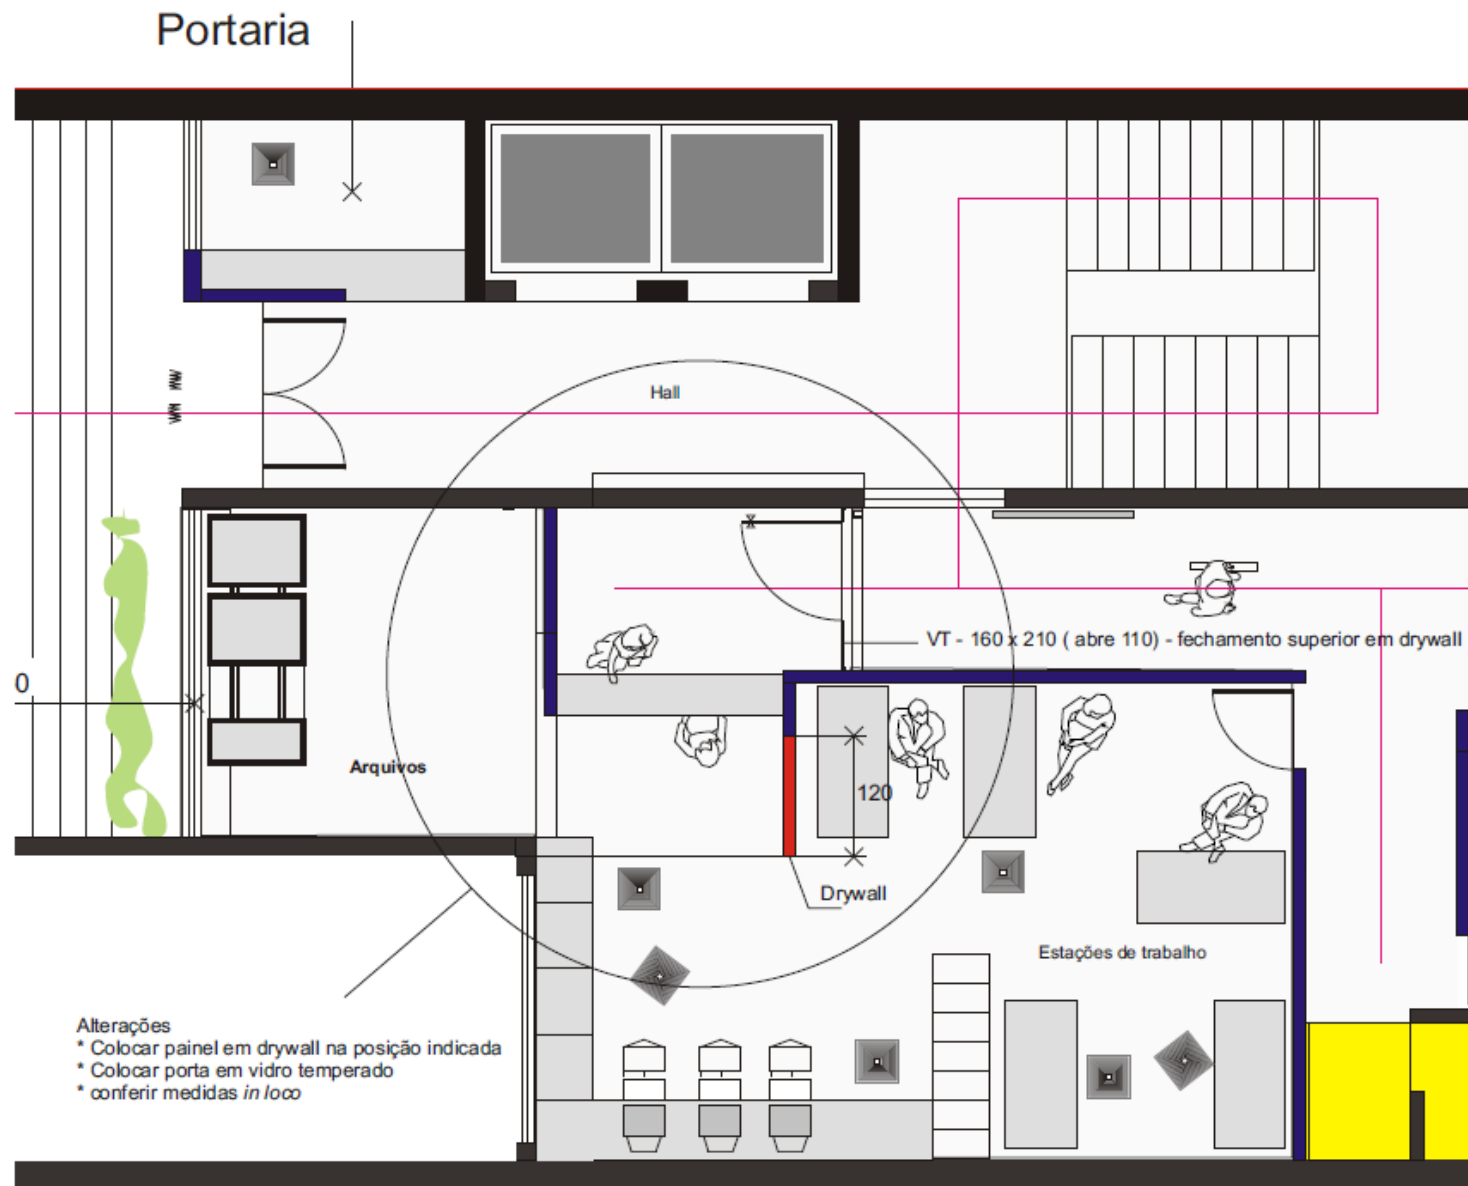 Portaria
Hall
VT - 160 x 210 ( abre 110) - fechamento superior em drywall
0
Arquivos
120
Drywall
Estações de trabalho
Alterações
* Colocar painel em drywall na posição indicada
* Colocar porta em vidro temperado
* conferir medidas in loco